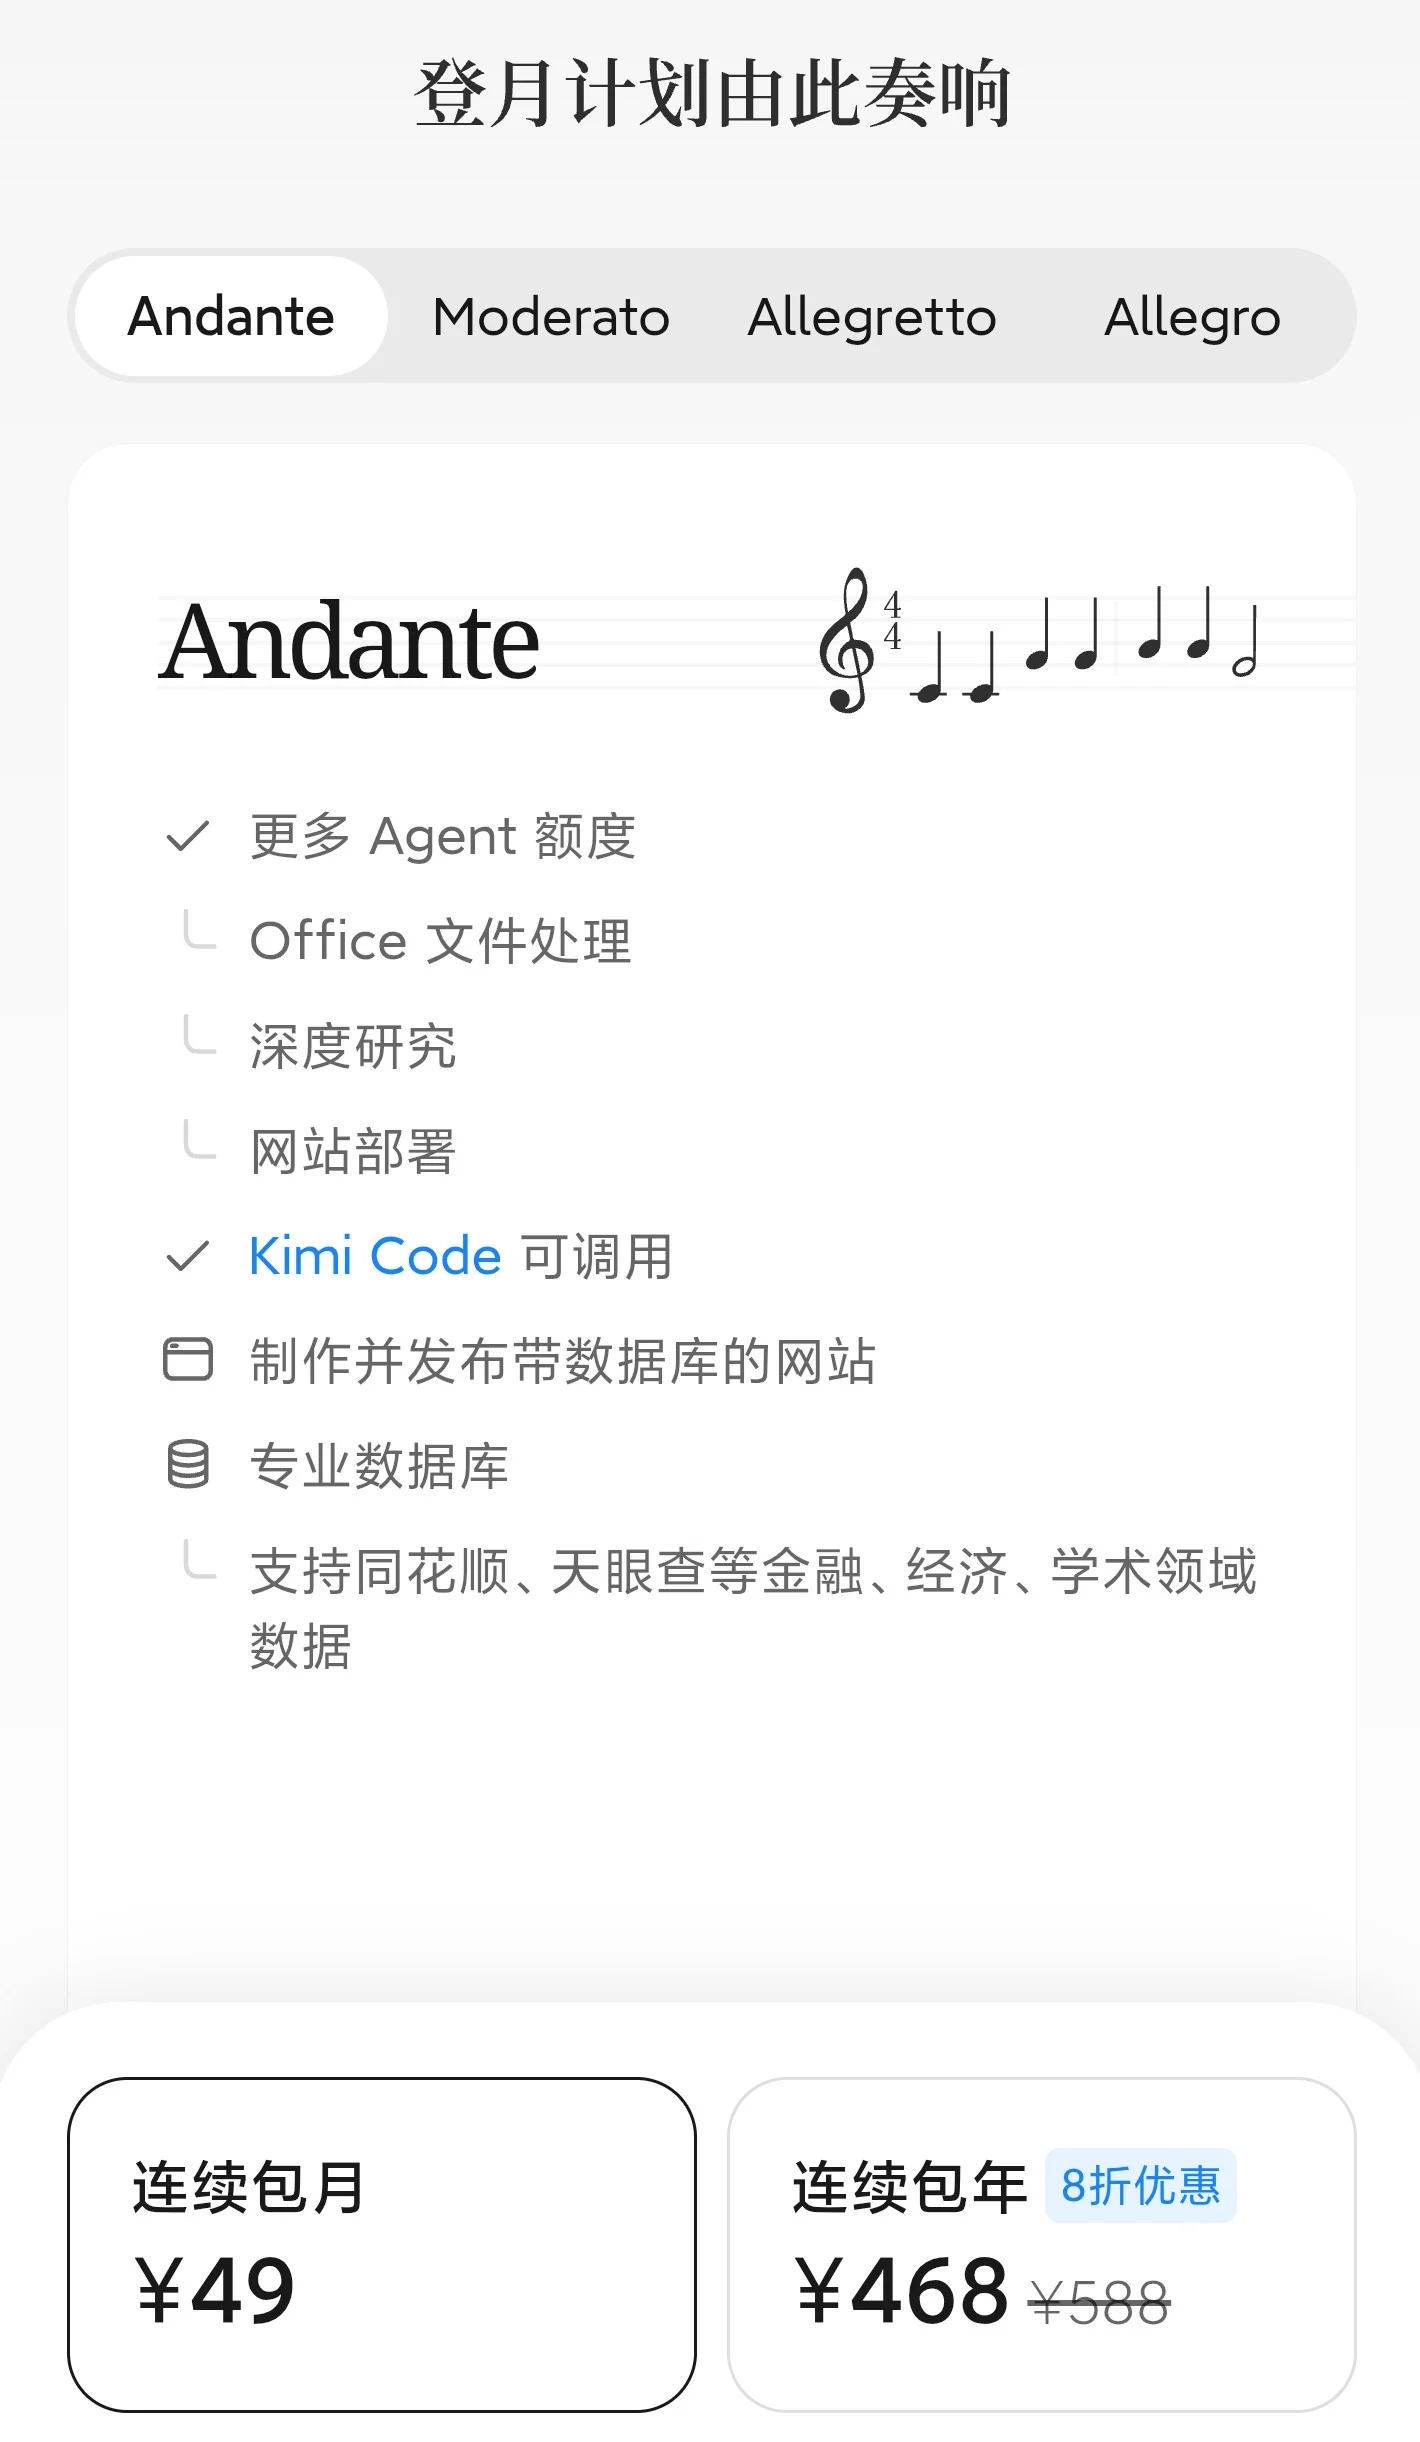 登月计划由此奏响
Andante Moderato Allegretto Allegro
Andante 4 4
更多 Agent 额度
Office 文件处理
深度研究
网站部署
Kimi Code 可调用
制作并发布带数据库的网站
专业数据库
支持同花顺、天眼查等金融、经济、学术领域
数据
连续包月
¥49
连续包年 8折优惠
¥468 ¥588